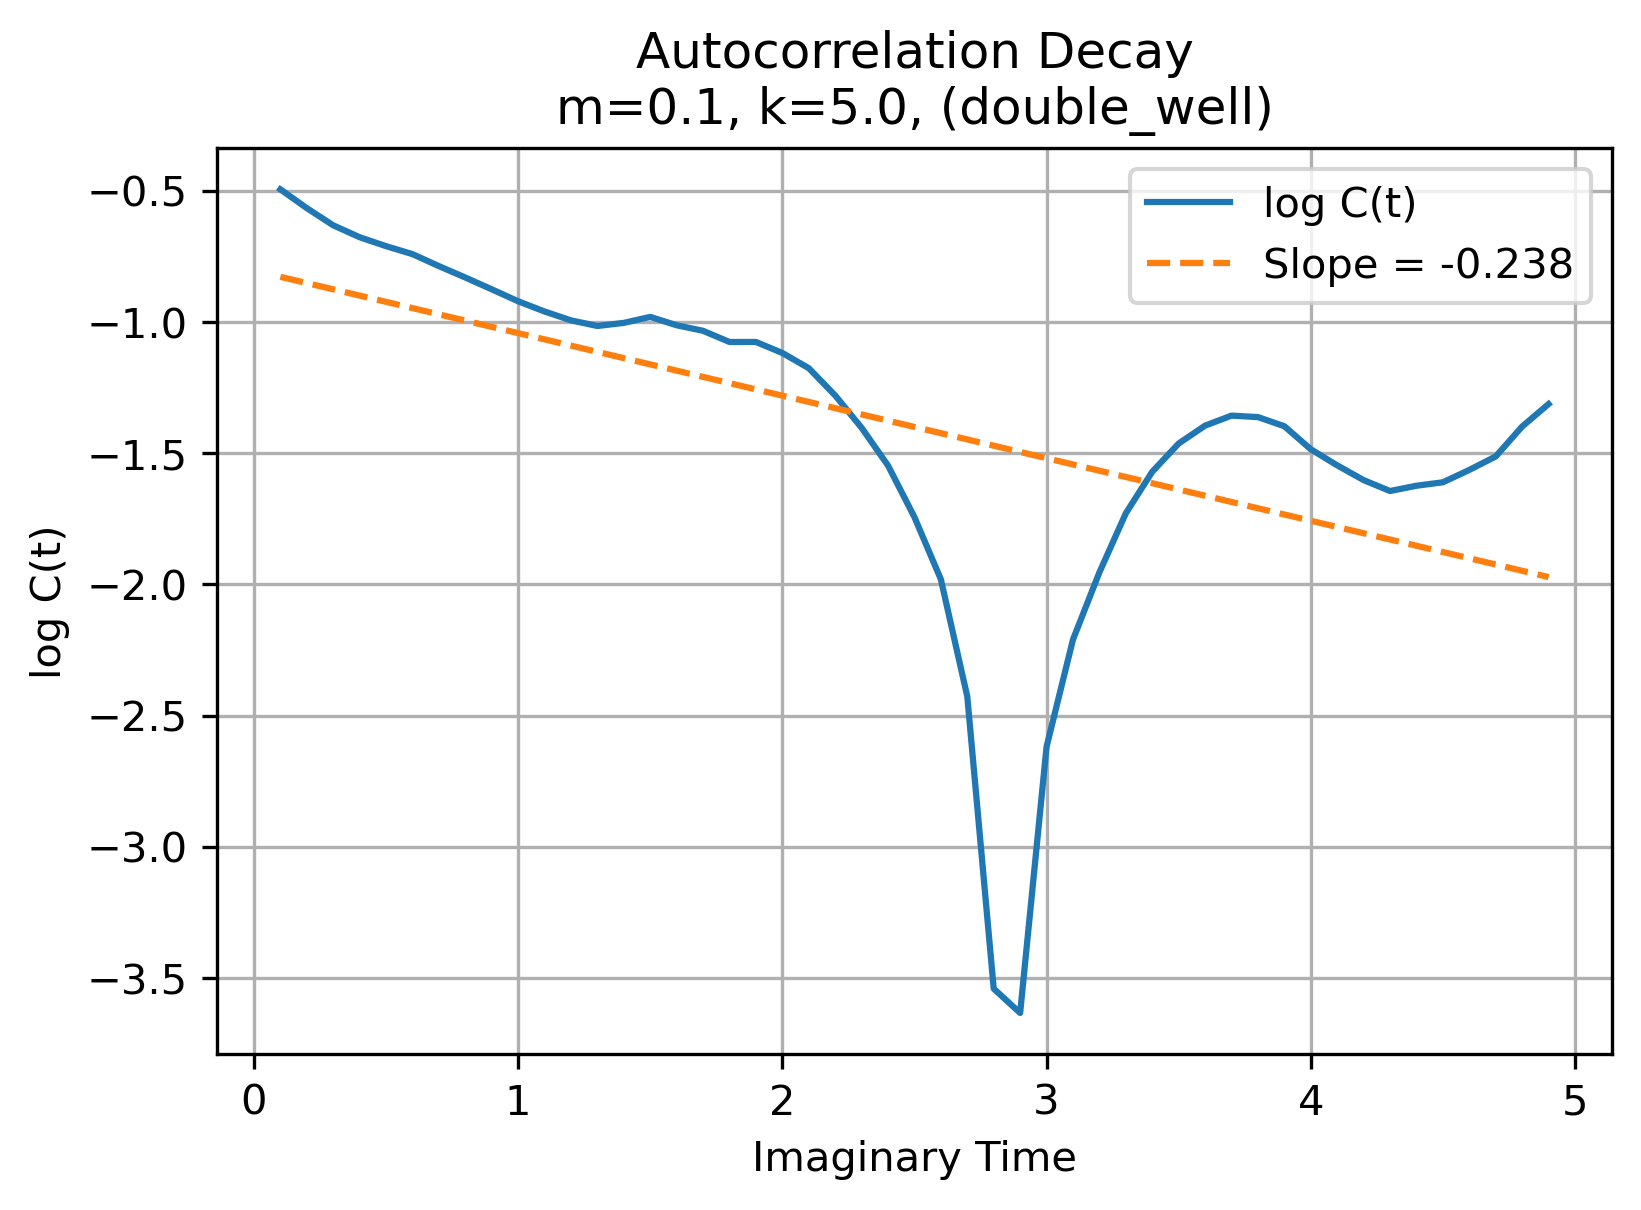 Autocorrelation Decay
m=0.1, k=5.0, (double_well)
log C(t)
Slope = -0.238
−0.5
−1.0
−1.5
−2.0
−2.5
−3.0
−3.5
log C(t)
0
1
2
3
4
5
Imaginary Time